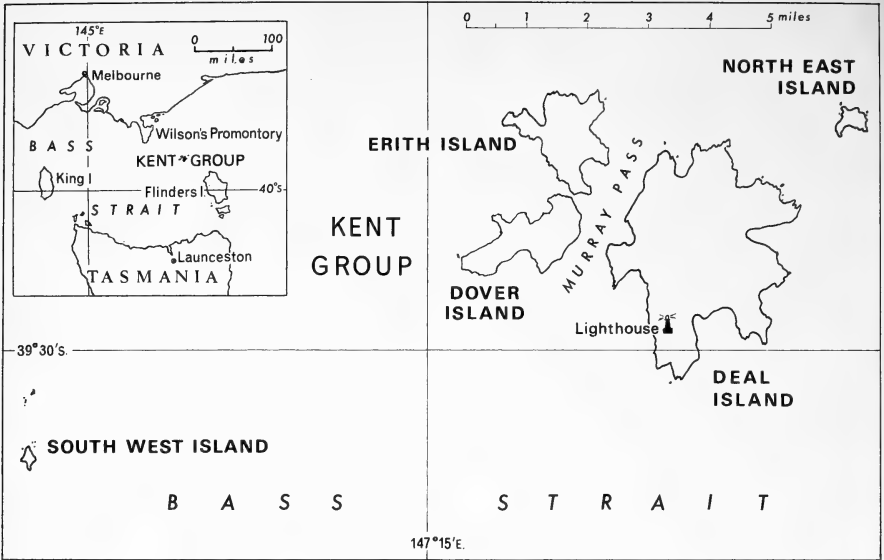 145°E
VICTORIA
0 100
miles
Melbourne
Wilson's Promontory
BASS
KENT GROUP
King I
Flinders I.
40°S
STRAIT
Launceston
TASMANIA
0 1 2 3 4 5 miles
NORTH EAST
ISLAND
ERITH ISLAND
MURRAY PASS
KENT
GROUP
DOVER
ISLAND
Lighthouse
39°30'S.
DEAL
ISLAND
SOUTH WEST ISLAND
BASS STRAIT
147°15'E.